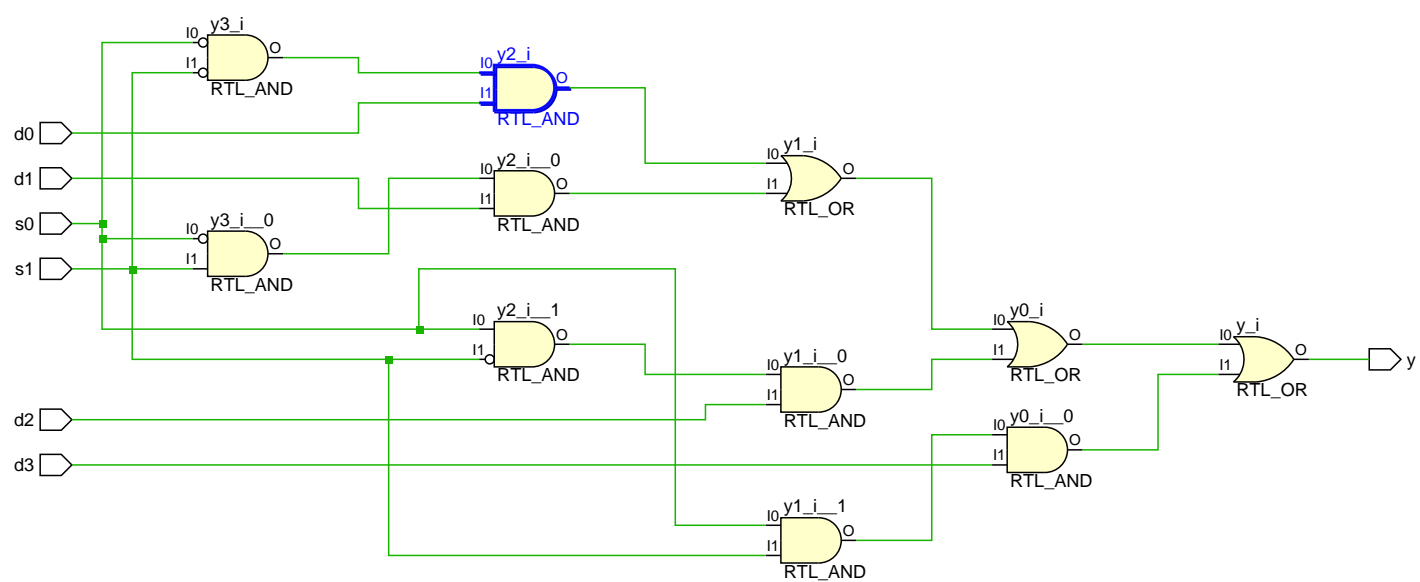 y3_i
I0
O
I1
RTL_AND
y2_i
I0
O
I1
RTL_AND
d0
y1_i
I0
O
I1
RTL_OR
y2_i__0
I0
O
I1
RTL_AND
d1
s0
y3_i__0
I0
O
I1
RTL_AND
s1
y2_i__1
I0
O
I1
RTL_AND
y0_i
I0
O
I1
RTL_OR
y_i
I0
O
I1
RTL_OR
y
y1_i__0
I0
O
I1
RTL_AND
d2
y0_i__0
I0
O
I1
RTL_AND
d3
y1_i__1
I0
O
I1
RTL_AND